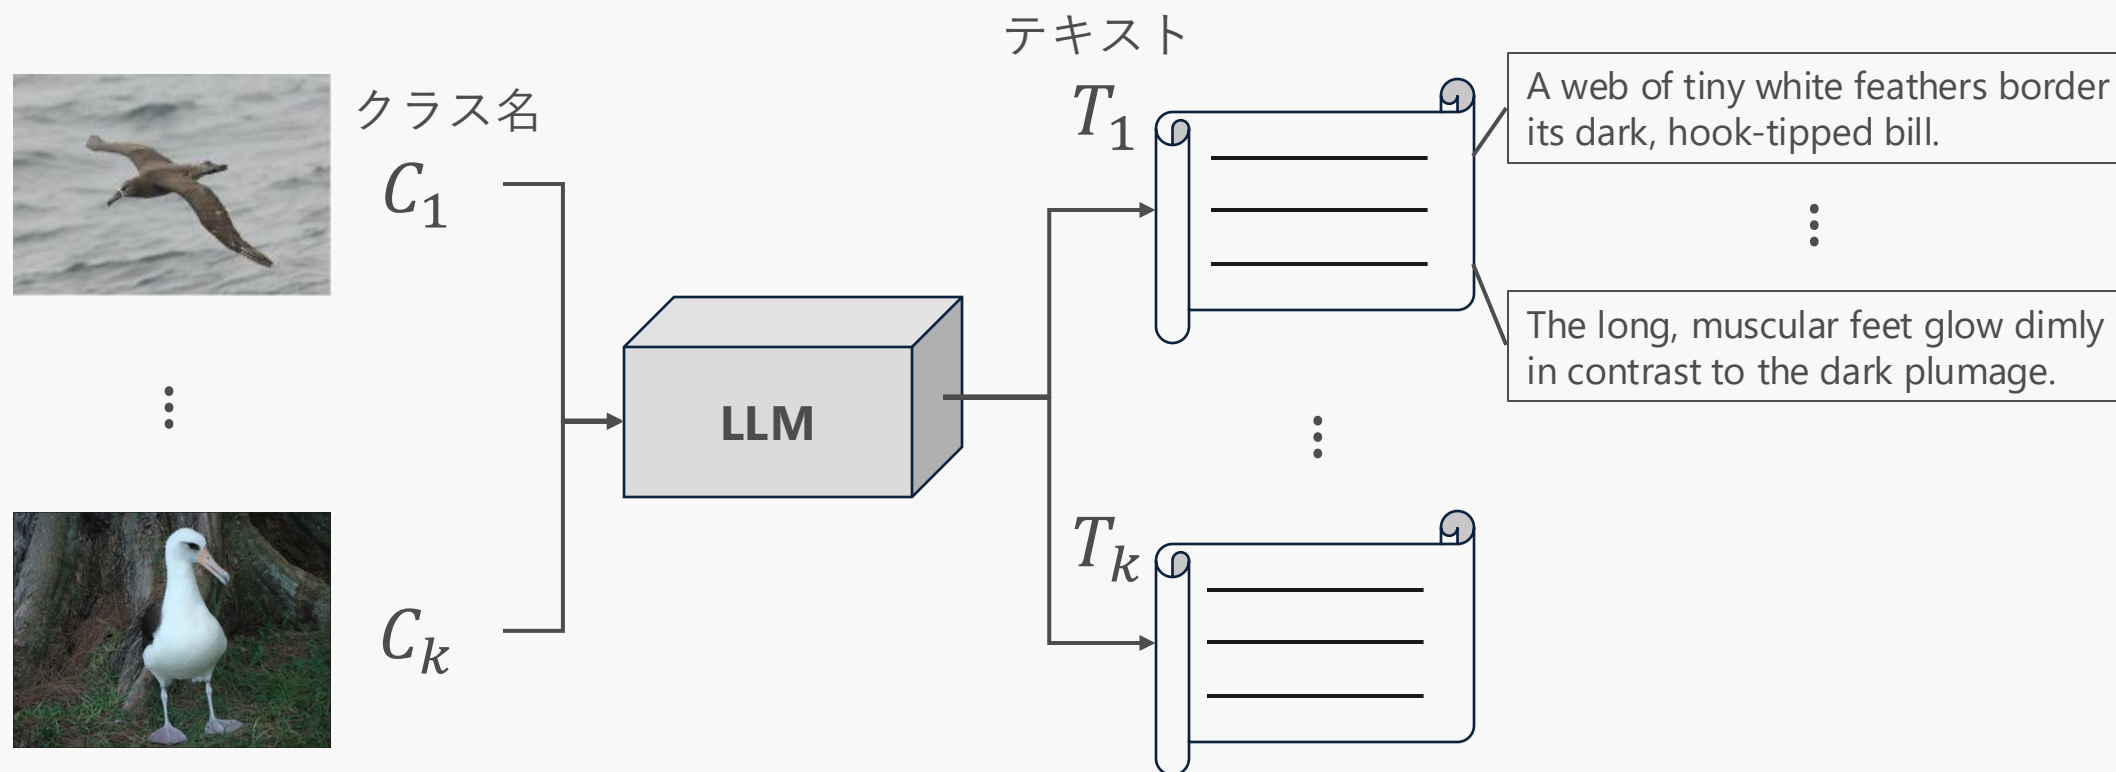 クラス名
C₁
Cₖ
LLM
テキスト
T₁
A web of tiny white feathers border
its dark, hook-tipped bill.
The long, muscular feet glow dimly
in contrast to the dark plumage.
Tₖ